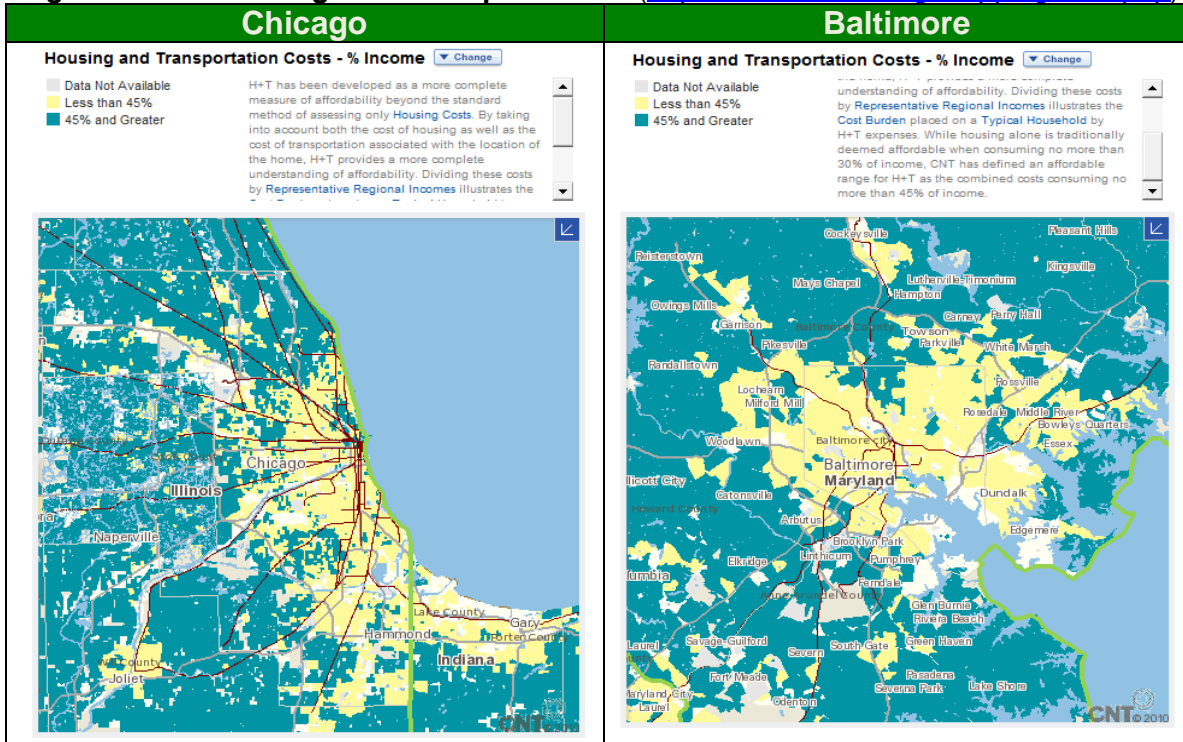 Chicago
Baltimore
Housing and Transportation Costs - % Income
Change
Data Not Available
Less than 45%
45% and Greater
H+T has been developed as a more complete
measure of affordability beyond the standard
method of assessing only Housing Costs. By taking
into account both the cost of housing as well as the
cost of transportation associated with the location of
the home, H+T provides a more complete
understanding of affordability. Dividing these costs
by Representative Regional Incomes illustrates the
Chicago
Illinois
Naperville
Lake County
Gary
Hammond
Porter County
Indiana
Joliet
CNT
Housing and Transportation Costs - % Income
Change
Data Not Available
Less than 45%
45% and Greater
understanding of affordability. Dividing these costs
by Representative Regional Incomes illustrates the
Cost Burden placed on a Typical Household by
H+T expenses. While housing alone is traditionally
deemed affordable when consuming no more than
30% of income, CNT has defined an affordable
range for H+T as the combined costs consuming no
more than 45% of income.
Cockeysville
Pleasant Hills
Reisterstown
Kingsville
Mays Chapel
Lutherville-Timonium
Hampton
Owings Mills
Carney
Perry Hall
Garrison
Baltimore County
Towson
Pikesville
Parkville
White Marsh
Randallstown
Rossville
Lochearn
Milford Mill
Rosedale
Middle River
Bowleys Quarters
Woodlawn
Baltimore city
Essex
Baltimore
Maryland
llicott City
Dundalk
Catonsville
Howard County
Arbutus
Edgemere
Brooklyn Park
Linthicum
Elkridge
Pumphrey
lumbia
Ferndale
Anne Arundel County
Glen Burnie
Riviera Beach
Laurel
Savage-Guilford
South Gate
Green Haven
Severn
Fort Meade
Pasadena
Severna Park
Lake Shore
Maryland City
Laurel
Odenton
CNT © 2010